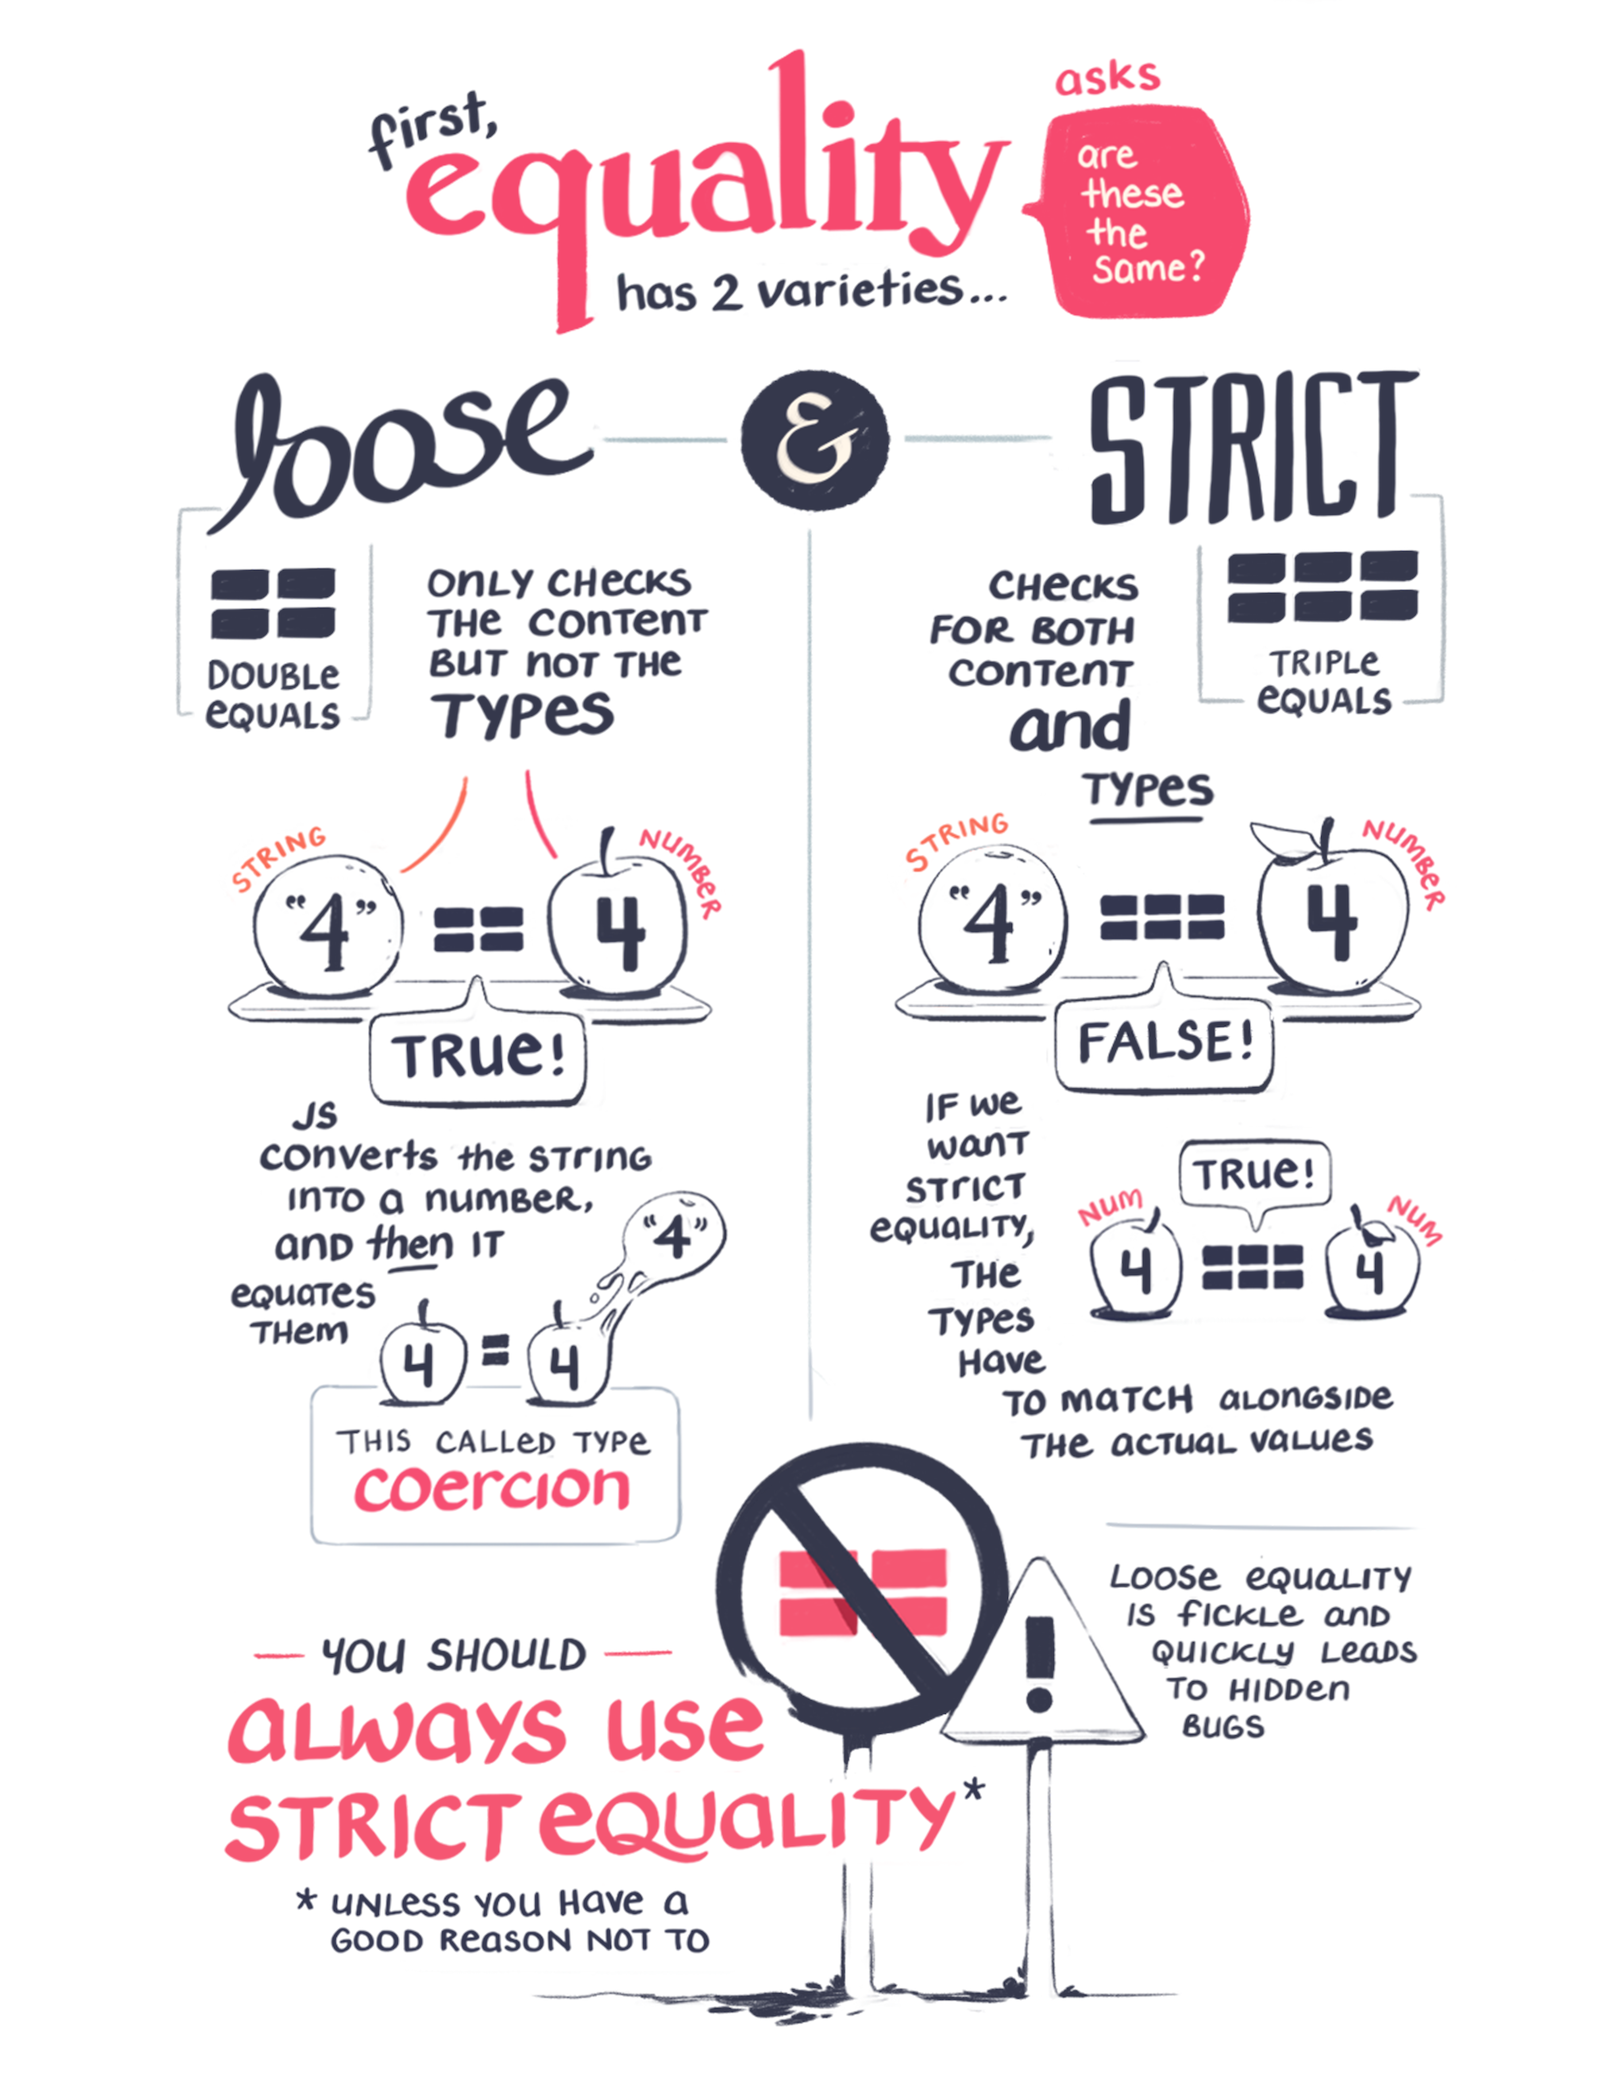 first,
equality
has 2 varieties...
asks
are
these
the
same?
loose
&
STRICT
==
DOUBLE
EQUALS
ONLY CHECKS
THE CONTENT
BUT NOT THE
TYPES
STRING
NUMBER
“4” == 4
TRUE!
JS
converts the STRING
INTO a NUMBER,
AND then IT
EQUATES
THEM
“4”
4 = 4
THIS CALLED TYPE
coercion
===
TRIPLE
EQUALS
CHECKS
FOR BOTH
CONTENT
and
TYPES
STRING
NUMBER
“4” === 4
FALSE!
IF WE
WANT
STRICT
EQUALITY,
THE
TYPES
HAVE
TO MATCH ALONGSIDE
THE ACTUAL VALUES
TRUE!
NUM
NUM
4 === 4
==
!
LOOSE EQUALITY
IS FICKLE AND
QUICKLY LEADS
TO HIDDEN
BUGS
YOU SHOULD
ALWAYS USE
STRICT EQUALITY*
* UNLESS YOU HAVE A
GOOD REASON NOT TO